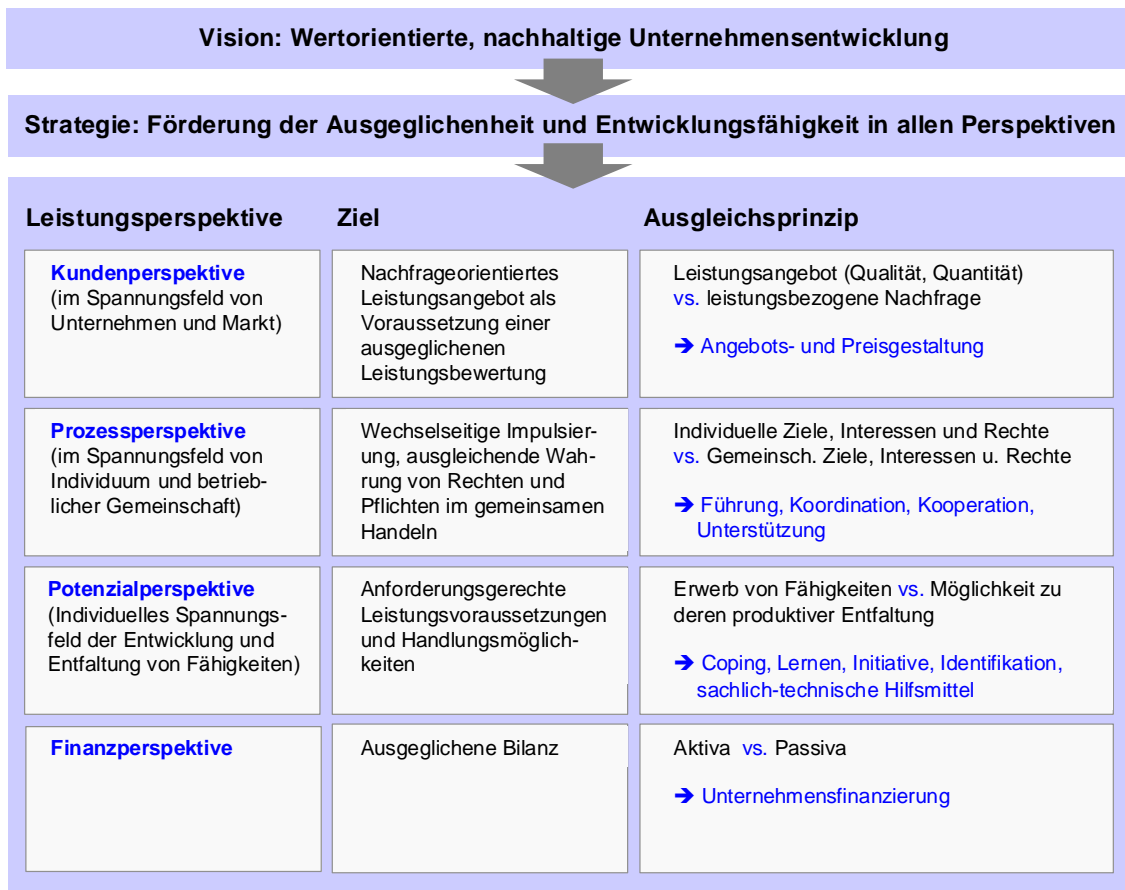 Vision: Wertorientierte, nachhaltige Unternehmensentwicklung
Strategie: Förderung der Ausgeglichenheit und Entwicklungsfähigkeit in allen Perspektiven
Leistungsperspektive
Ziel
Ausgleichsprinzip
Kundenperspektive
(im Spannungsfeld von
Unternehmen und Markt)
Nachfrageorientiertes
Leistungsangebot als
Voraussetzung einer
ausgeglichenen
Leistungsbewertung
Leistungsangebot (Qualität, Quantität)
vs. leistungsbezogene Nachfrage
➔ Angebots- und Preisgestaltung
Prozessperspektive
(im Spannungsfeld von
Individuum und betrieb-
licher Gemeinschaft)
Wechselseitige Impulsier-
ung, ausgleichende Wah-
rung von Rechten und
Pflichten im gemeinsamen
Handeln
Individuelle Ziele, Interessen und Rechte
vs. Gemeinsch. Ziele, Interessen u. Rechte
➔ Führung, Koordination, Kooperation,
Unterstützung
Potenzialperspektive
(Individuelles Spannungs-
feld der Entwicklung und
Entfaltung von Fähigkeiten)
Anforderungsgerechte
Leistungsvoraussetzungen
und Handlungsmöglich-
keiten
Erwerb von Fähigkeiten vs. Möglichkeit zu
deren produktiver Entfaltung
➔ Coping, Lernen, Initiative, Identifikation,
sachlich-technische Hilfsmittel
Finanzperspektive
Ausgeglichene Bilanz
Aktiva vs. Passiva
➔ Unternehmensfinanzierung